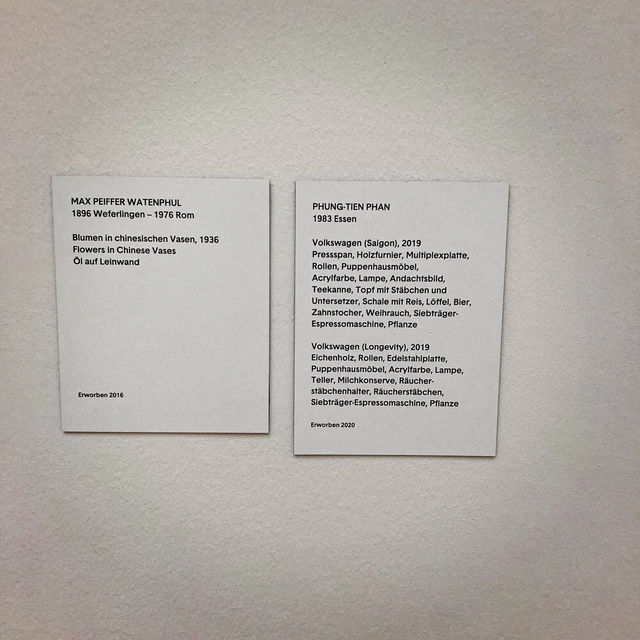 MAX PEIFFER WATENPHUL
1896 Weferlingen – 1976 Rom
Blumen in chinesischen Vasen, 1936
Flowers in Chinese Vases
Öl auf Leinwand
Erworben 2016
PHUNG-TIEN PHAN
1983 Essen
Volkswagen (Saigon), 2019
Pressspan, Holzfurnier, Multiplexplatte,
Rollen, Puppenhausmöbel,
Acrylfarbe, Lampe, Andachtsbild,
Teekanne, Topf mit Stäbchen und
Untersetzer, Schale mit Reis, Löffel, Bier,
Zahnstocher, Weihrauch, Siebträger-
Espressomaschine, Pflanze
Volkswagen (Longevity), 2019
Eichenholz, Rollen, Edelstahlplatte,
Puppenhausmöbel, Acrylfarbe, Lampe,
Teller, Milchkonserve, Räucher-
stäbchenhalter, Räucherstäbchen,
Siebträger-Espressomaschine, Pflanze
Erworben 2020